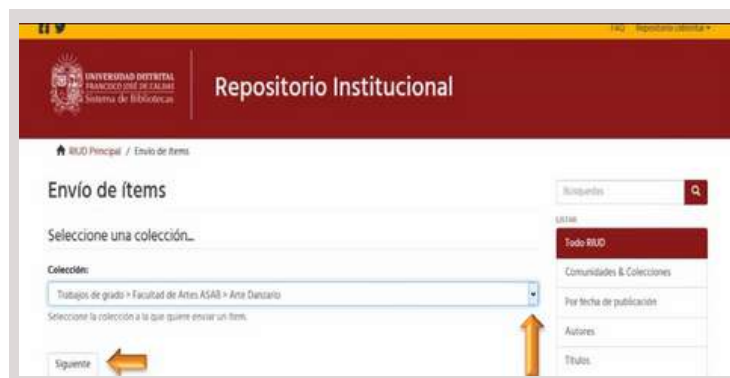 FAQ Repositorio Distrital
UNIVERSIDAD DISTRITAL
FRANCISCO JOSÉ DE CALDAS
Sistema de Bibliotecas
Repositorio Institucional
RIUD Principal / Envío de ítems
Envío de ítems
Seleccione una colección...
Colección:
Trabajos de grado > Facultad de Artes ASAB > Arte Danzario
Seleccione la colección a la que quiere enviar un ítem.
Siguiente
Búsquedas
LISTAR
Todo RIUD
Comunidades & Colecciones
Por fecha de publicación
Autores
Títulos